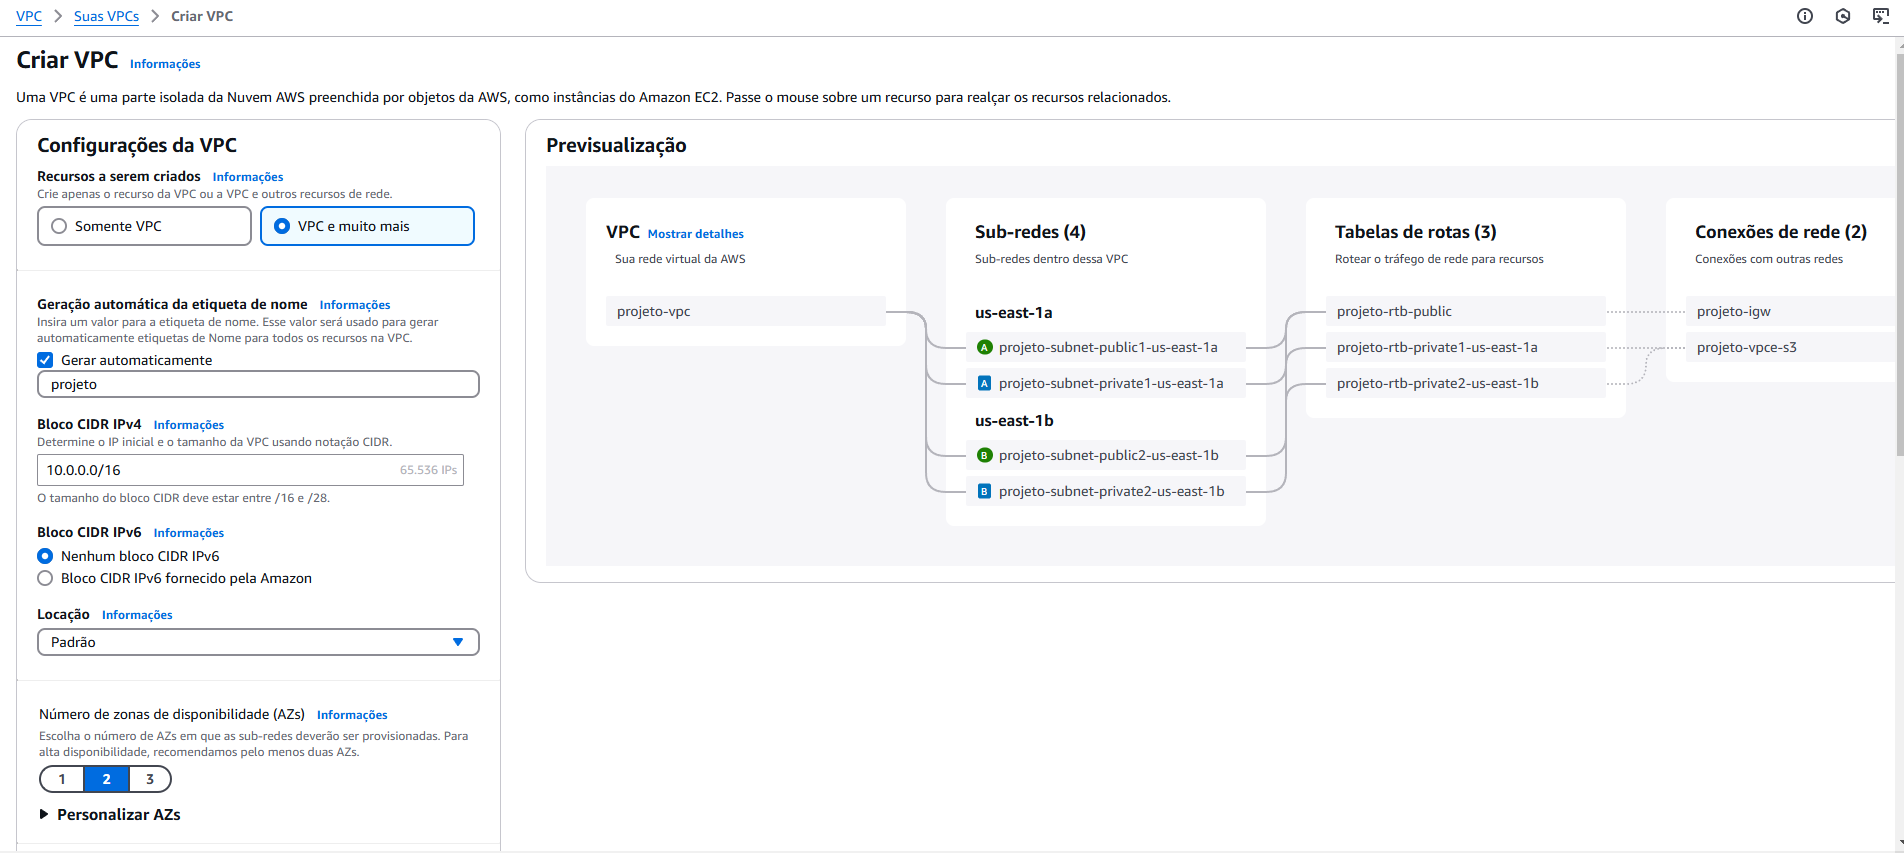 VPC > Suas VPCs > Criar VPC
Criar VPC Informações
Uma VPC é uma parte isolada da Nuvem AWS preenchida por objetos da AWS, como instâncias do Amazon EC2. Passe o mouse sobre um recurso para realçar os recursos relacionados.
Configurações da VPC
Recursos a serem criados Informações
Crie apenas o recurso da VPC ou a VPC e outros recursos de rede.
Somente VPC
VPC e muito mais
Geração automática da etiqueta de nome Informações
Insira um valor para a etiqueta de nome. Esse valor será usado para gerar
automaticamente etiquetas de Nome para todos os recursos na VPC.
Gerar automaticamente
projeto
Bloco CIDR IPv4 Informações
Determine o IP inicial e o tamanho da VPC usando notação CIDR.
10.0.0.0/16 65.536 IPs
O tamanho do bloco CIDR deve estar entre /16 e /28.
Bloco CIDR IPv6 Informações
Nenhum bloco CIDR IPv6
Bloco CIDR IPv6 fornecido pela Amazon
Locação Informações
Padrão
Número de zonas de disponibilidade (AZs) Informações
Escolha o número de AZs em que as sub-redes deverão ser provisionadas. Para
alta disponibilidade, recomendamos pelo menos duas AZs.
1 2 3
Personalizar AZs
Previsualização
VPC Mostrar detalhes
Sua rede virtual da AWS
projeto-vpc
Sub-redes (4)
Sub-redes dentro dessa VPC
us-east-1a
A projeto-subnet-public1-us-east-1a
A projeto-subnet-private1-us-east-1a
us-east-1b
B projeto-subnet-public2-us-east-1b
B projeto-subnet-private2-us-east-1b
Tabelas de rotas (3)
Rotear o tráfego de rede para recursos
projeto-rtb-public
projeto-rtb-private1-us-east-1a
projeto-rtb-private2-us-east-1b
Conexões de rede (2)
Conexões com outras redes
projeto-igw
projeto-vpce-s3